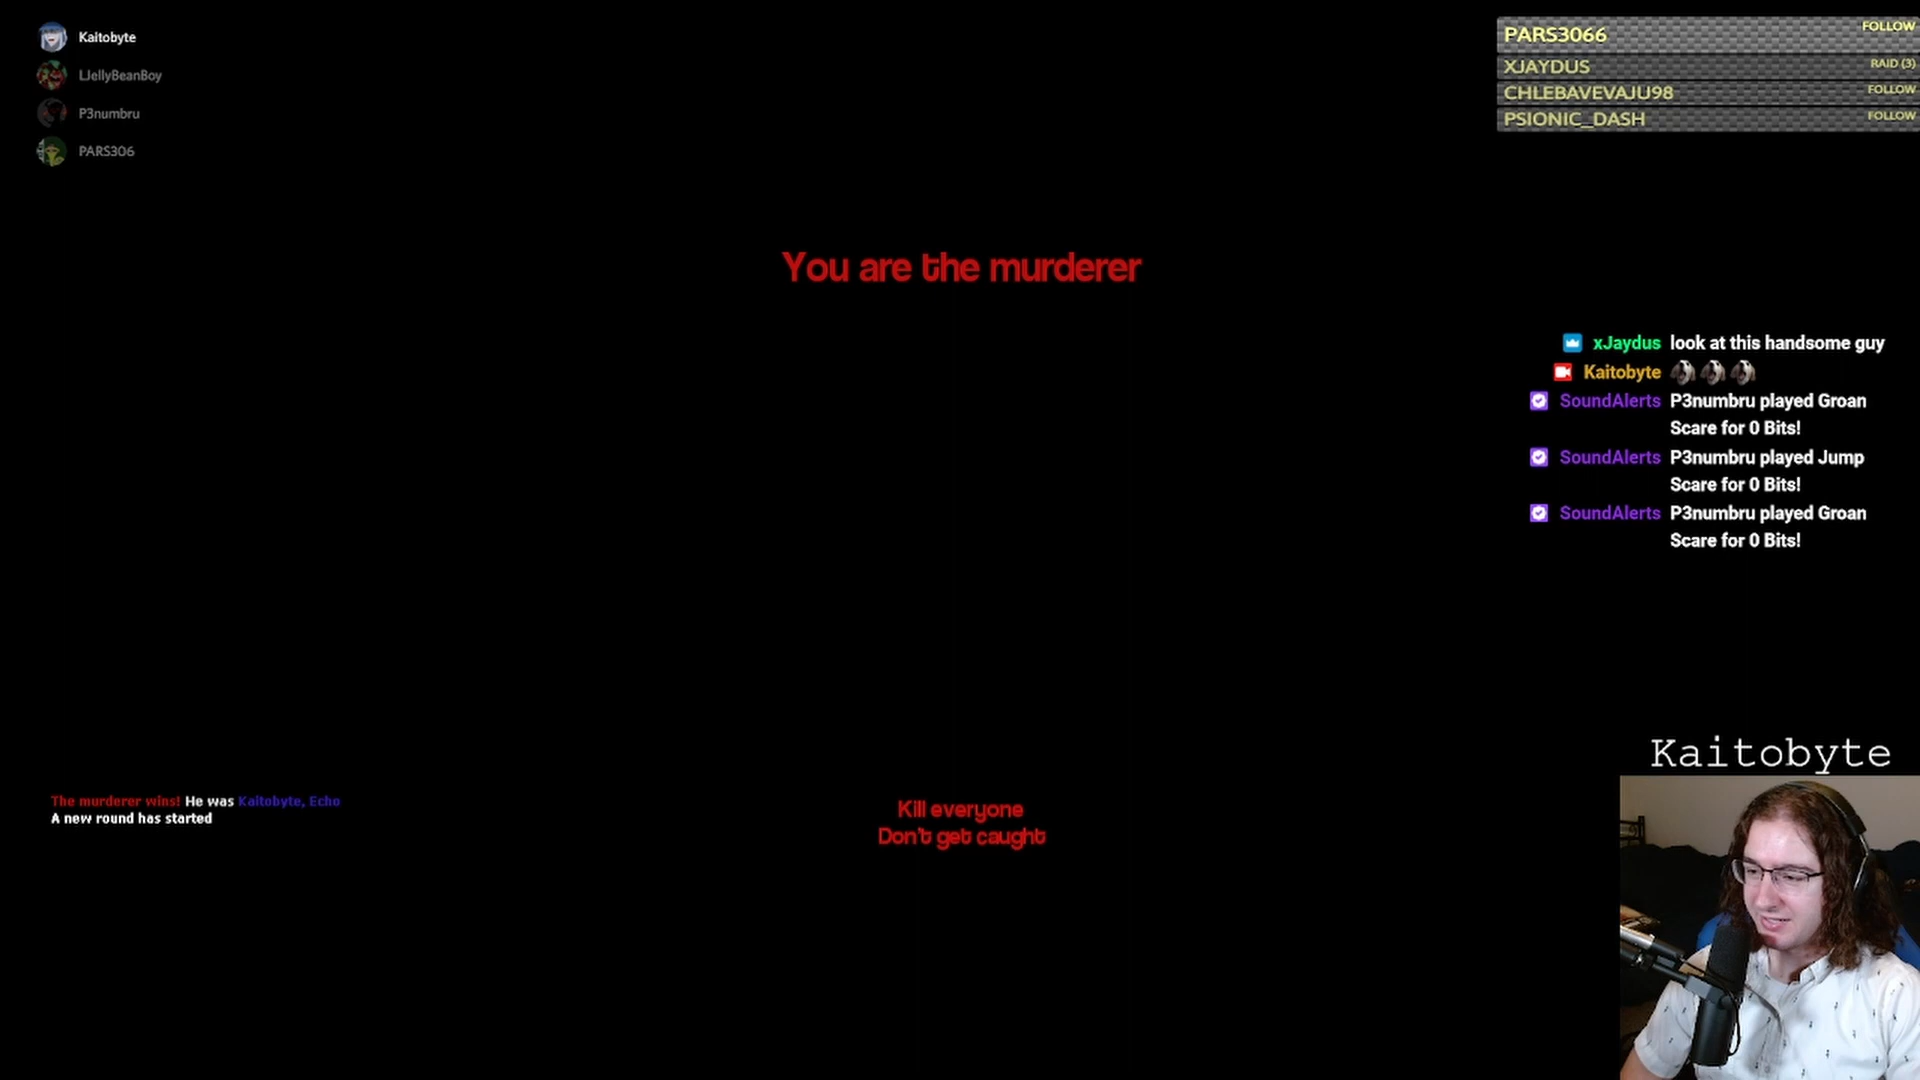 Kaitobyte
LJellyBeanBoy
P3numbru
PARS306
PARS3066 FOLLOW
XJAYDUS RAID (3)
CHLEBAVEVAJU98 FOLLOW
PSIONIC_DASH FOLLOW
You are the murderer
xJaydus look at this handsome guy
Kaitobyte
SoundAlerts P3numbru played Groan
Scare for 0 Bits!
SoundAlerts P3numbru played Jump
Scare for 0 Bits!
SoundAlerts P3numbru played Groan
Scare for 0 Bits!
Kaitobyte
The murderer wins! He was Kaitobyte, Echo
A new round has started
Kill everyone
Don't get caught